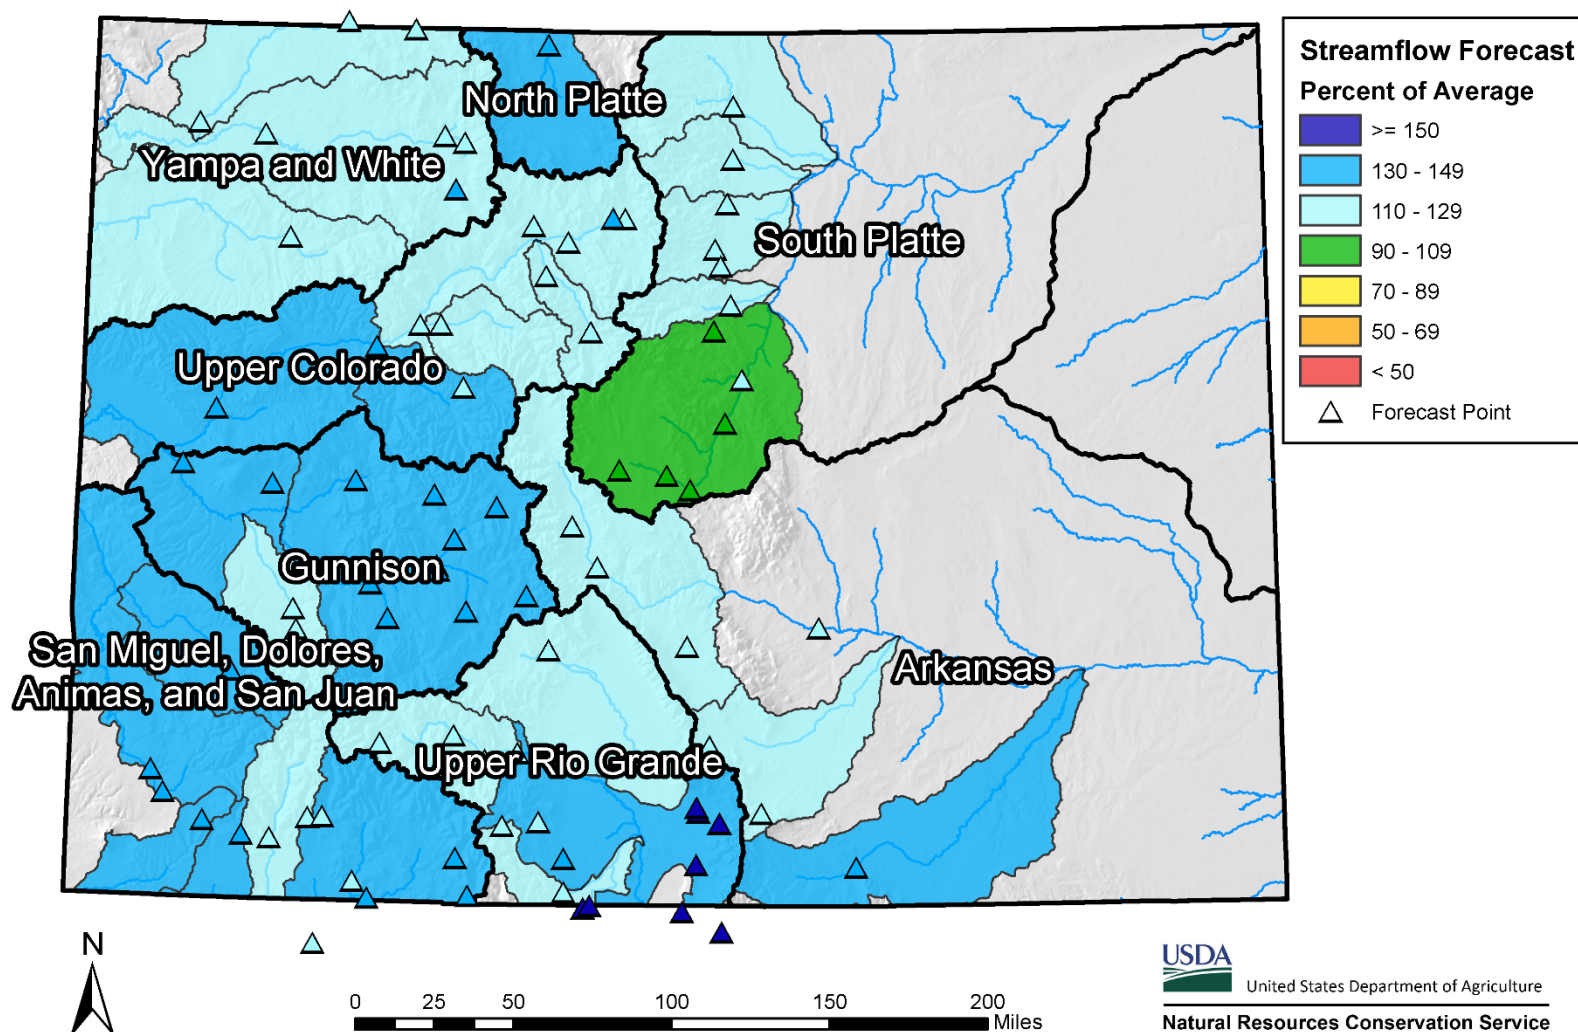 North Platte
Yampa and White
South Platte
Upper Colorado
Gunnison
San Miguel, Dolores,
Animas, and San Juan
Arkansas
Upper Rio Grande
Streamflow Forecast
Percent of Average
>= 150
130 - 149
110 - 129
90 - 109
70 - 89
50 - 69
< 50
Forecast Point
N
0 25 50 100 150 200
Miles
USDA
United States Department of Agriculture
Natural Resources Conservation Service